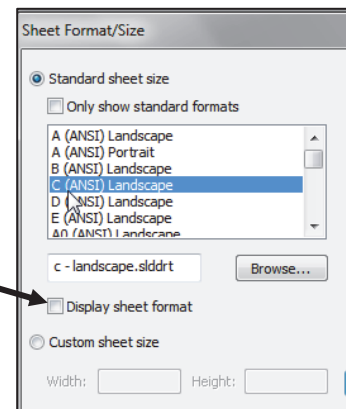 Sheet Format/Size
Standard sheet size
Only show standard formats
A (ANSI) Landscape
A (ANSI) Portrait
B (ANSI) Landscape
C (ANSI) Landscape
D (ANSI) Landscape
E (ANSI) Landscape
A0 (ANSI) Landscape
c - landscape.slddrt
Browse...
Display sheet format
Custom sheet size
Width: Height: